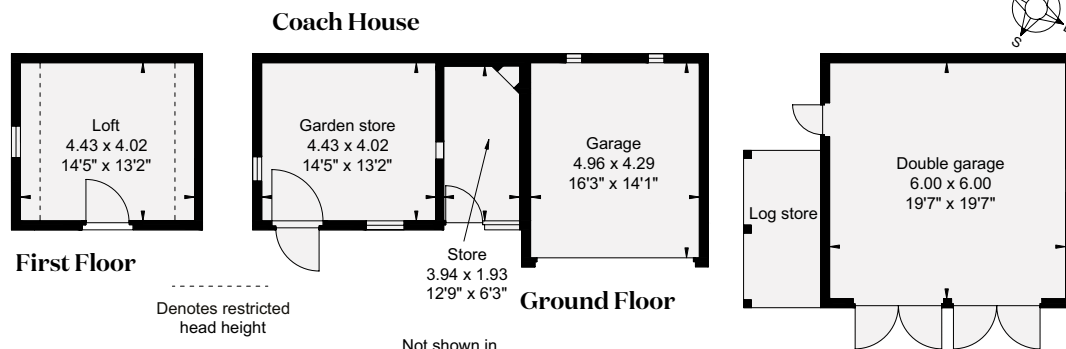 Coach House
S
Loft
4.43 x 4.02
14'5" x 13'2"
First Floor
Denotes restricted
head height
Garden store
4.43 x 4.02
14'5" x 13'2"
Store
3.94 x 1.93
12'9" x 6'3"
Garage
4.96 x 4.29
16'3" x 14'1"
Ground Floor
Log store
Double garage
6.00 x 6.00
19'7" x 19'7"
Not shown in